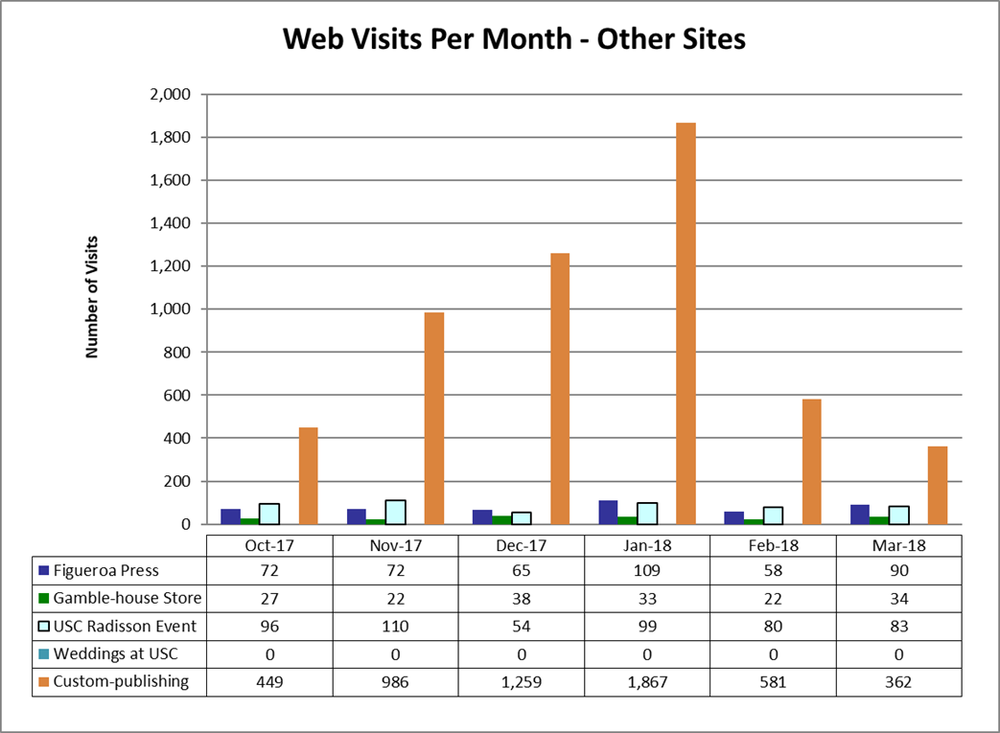 Web Visits Per Month - Other Sites
Number of Visits
2,000
1,800
1,600
1,400
1,200
1,000
800
600
400
200
0
Oct-17 Nov-17 Dec-17 Jan-18 Feb-18 Mar-18
Figueroa Press 72 72 65 109 58 90
Gamble-house Store 27 22 38 33 22 34
USC Radisson Event 96 110 54 99 80 83
Weddings at USC 0 0 0 0 0 0
Custom-publishing 449 986 1,259 1,867 581 362